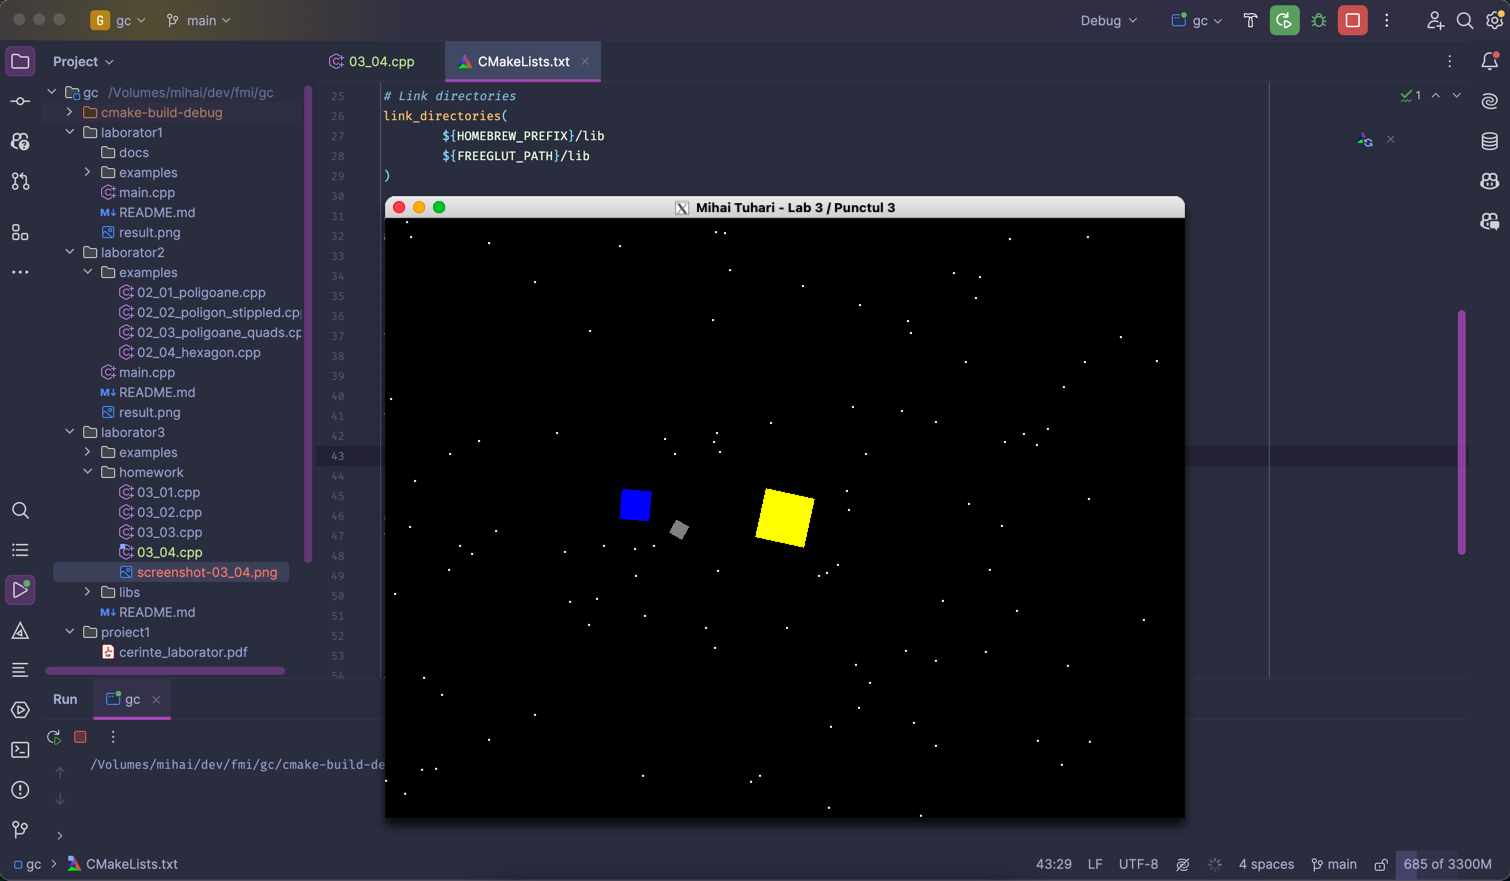 G gc main Debug gc
Project
03_04.cpp
CMakeLists.txt
gc /Volumes/mihai/dev/fmi/gc
cmake-build-debug
laborator1
docs
examples
main.cpp
M↓ README.md
result.png
laborator2
examples
02_01_poligoane.cpp
02_02_poligon_stippled.cp
02_03_poligoane_quads.cp
02_04_hexagon.cpp
main.cpp
M↓ README.md
result.png
laborator3
examples
homework
03_01.cpp
03_02.cpp
03_03.cpp
03_04.cpp
screenshot-03_04.png
libs
M↓ README.md
proiect1
cerinte_laborator.pdf
25 # Link directories
26 link_directories(
27 ${HOMEBREW_PREFIX}/lib
28 ${FREEGLUT_PATH}/lib
29 )
30
31
32
33
34
35
36
37
38
39
40
41
42
43
44
45
46
47
48
49
50
51
52
53
54
1
X Mihai Tuhari - Lab 3 / Punctul 3
Run gc
/Volumes/mihai/dev/fmi/gc/cmake-build-de
gc CMakeLists.txt 43:29 LF UTF-8 4 spaces main 685 of 3300M